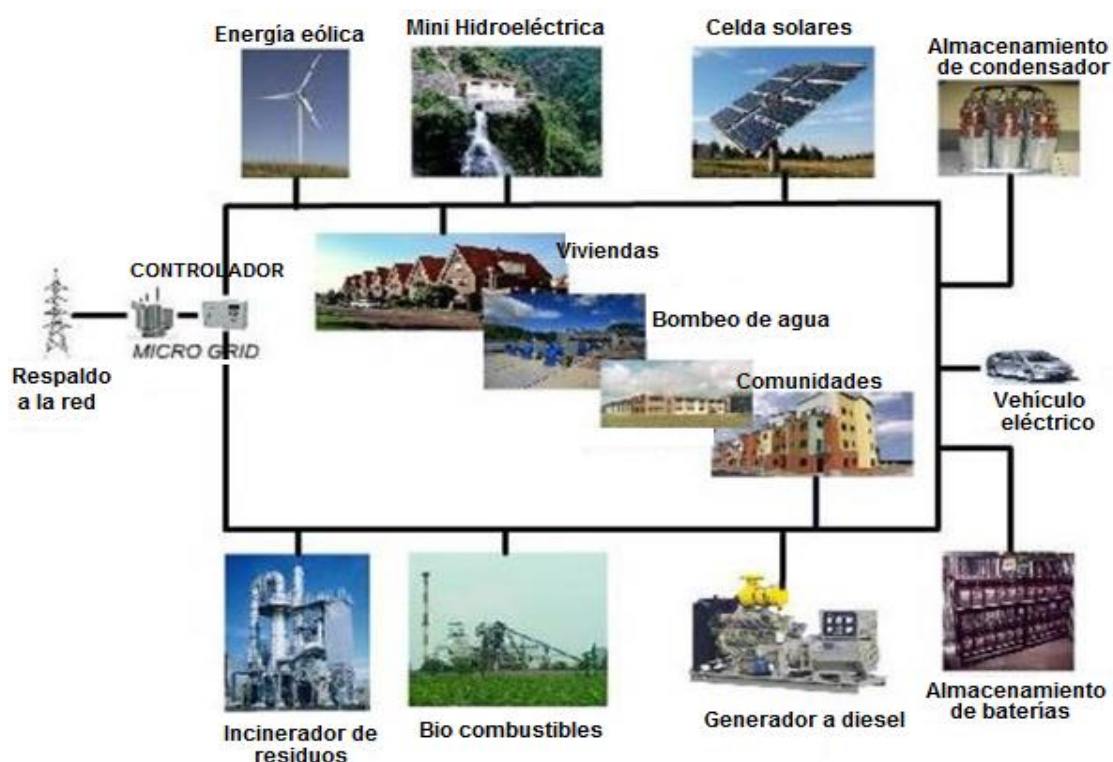 Energía eólica
Mini Hidroeléctrica
Celda solares
Almacenamiento
de condensador
Viviendas
CONTROLADOR
Bombeo de agua
MICRO GRID
Respaldo
a la red
Comunidades
Vehículo
eléctrico
Incinerador de
residuos
Bio combustibles
Generador a diesel
Almacenamiento
de baterías